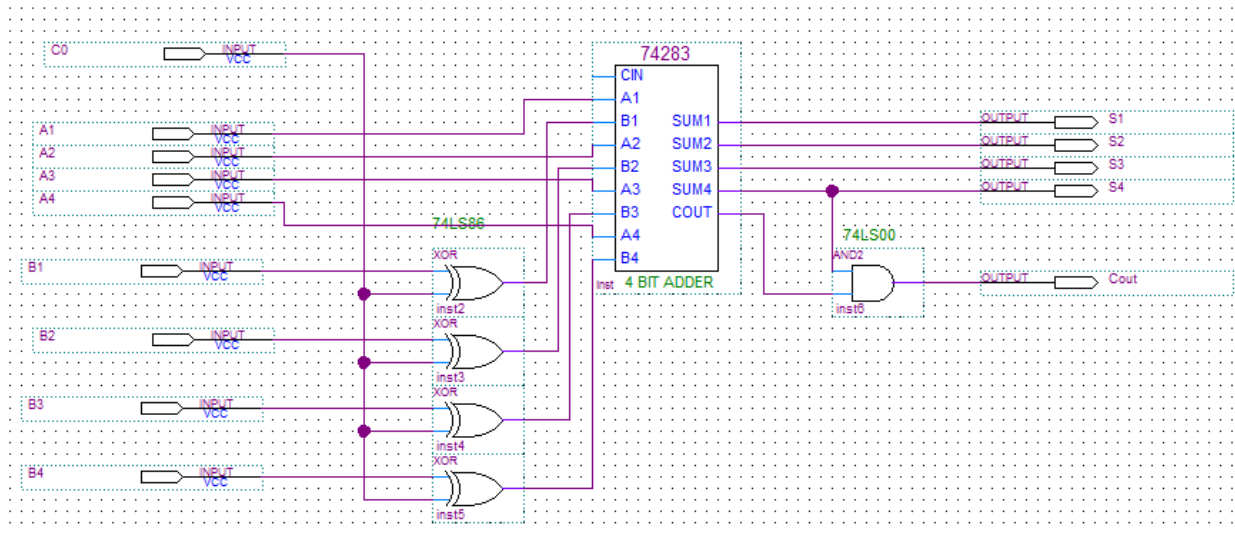 C0 INPUT VCC
74283
CIN
A1
B1 SUM1
A2 SUM2
B2 SUM3
A3 SUM4
B3 COUT
A4
B4
inst 4 BIT ADDER
A1 INPUT VCC
A2 INPUT VCC
A3 INPUT VCC
A4 INPUT VCC
74LS86
B1 INPUT VCC
XOR
inst2
B2 INPUT VCC
XOR
inst3
B3 INPUT VCC
XOR
inst4
B4 INPUT VCC
XOR
inst5
OUTPUT S1
OUTPUT S2
OUTPUT S3
OUTPUT S4
74LS00
AND2
inst6
OUTPUT Cout